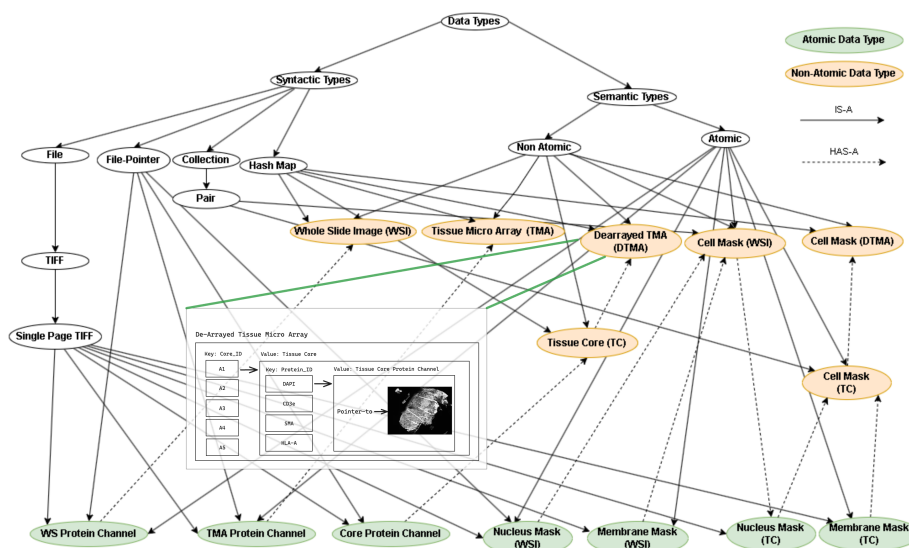 Data Types
Atomic Data Type
Non-Atomic Data Type
IS-A
HAS-A
Syntactic Types
Semantic Types
File
File-Pointer
Collection
Hash Map
Non Atomic
Atomic
Pair
Whole Slide Image (WSI)
Tissue Micro Array (TMA)
Dearrayed TMA
(DTMA)
Cell Mask (WSI)
Cell Mask (DTMA)
TIFF
Single Page TIFF
Tissue Core (TC)
Cell Mask
(TC)
De-Arrayed Tissue Micro Array
Key: Core_ID
Value: Tissue Core
A1
A2
A3
A4
A5
Key: Protein_ID
Value: Tissue Core Protein Channel
DAPI
CD3e
SMA
HLA-A
Pointer-to
WS Protein Channel
TMA Protein Channel
Core Protein Channel
Nucleus Mask
(WSI)
Membrane Mask
(WSI)
Nucleus Mask
(TC)
Membrane Mask
(TC)